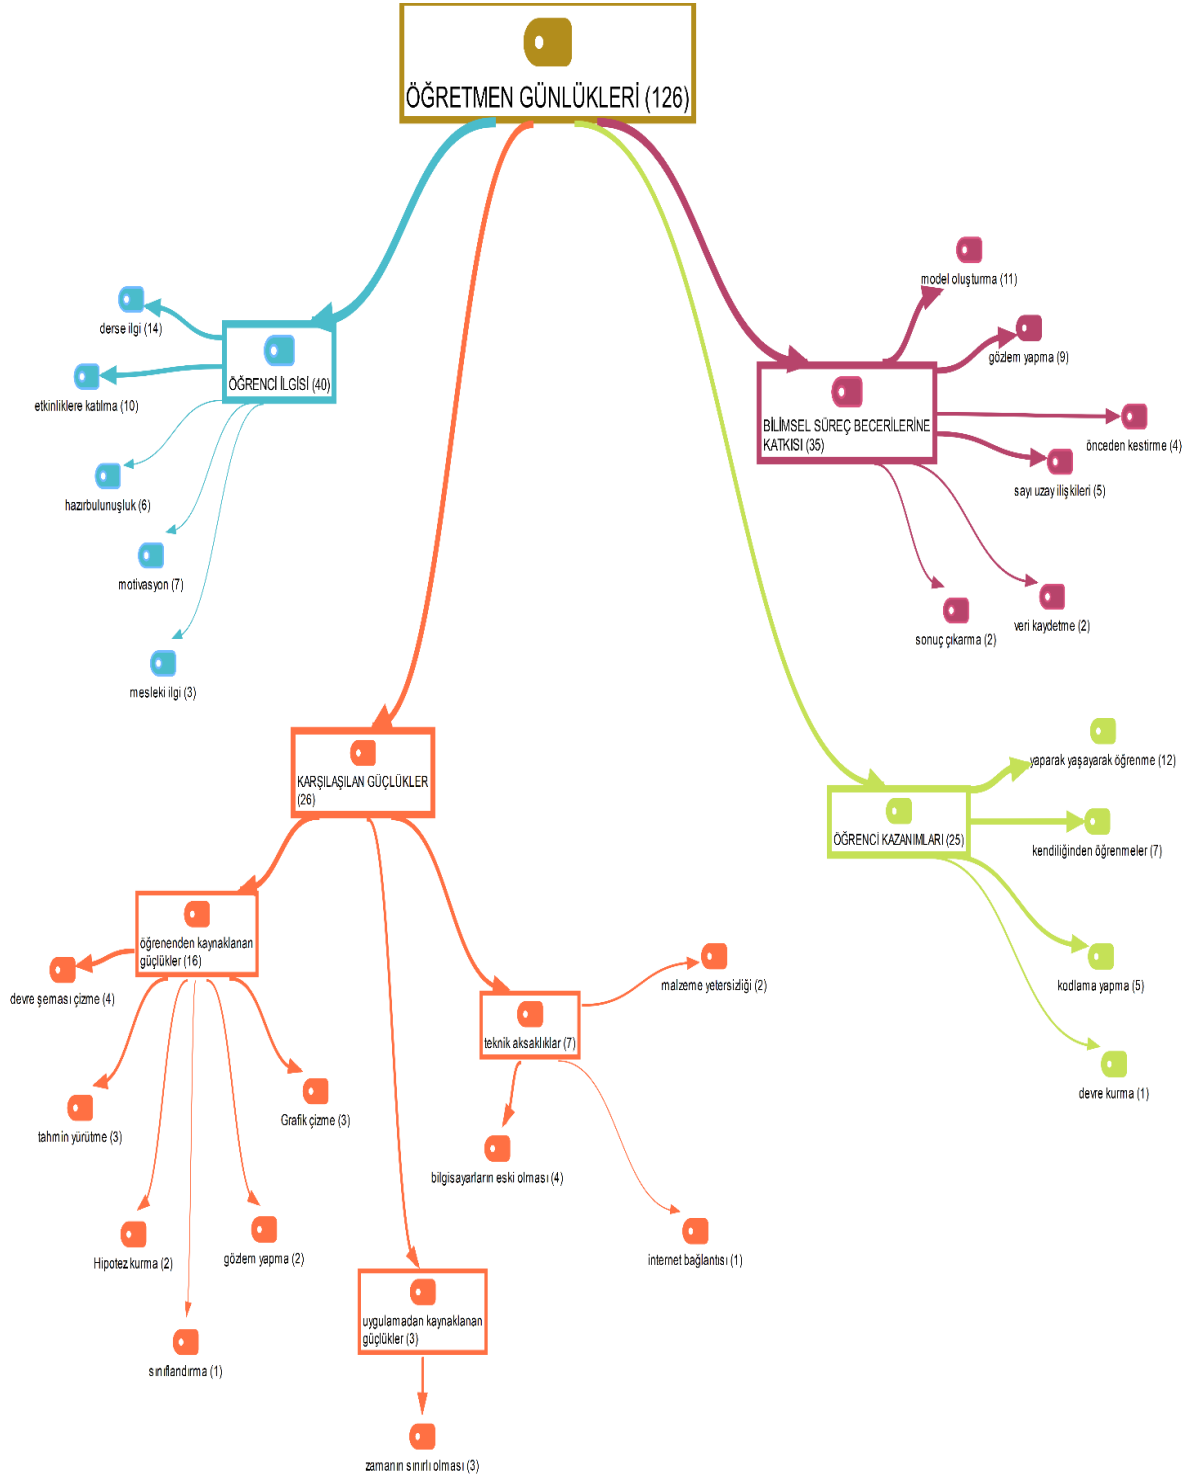 ÖĞRETMEN GÜNLÜKLERİ (126)
derse ilgi (14)
etkinliklere katılma (10)
ÖĞRENCİ İLGİSİ (40)
hazırbulunuşluk (6)
motivasyon (7)
mesleki ilgi (3)
model oluşturma (11)
gözlem yapma (9)
BİLİMSEL SÜREÇ BECERİLERİNE
KATKISI (35)
önceden kestirme (4)
sayı uzay ilişkileri (5)
veri kaydetme (2)
sonuç çıkarma (2)
KARŞILAŞILAN GÜÇLÜKLER
(26)
yaparak yaşayarak öğrenme (12)
ÖĞRENCİ KAZANIMLARI (25)
kendiliğinden öğrenmeler (7)
kodlama yapma (5)
devre kurma (1)
öğrenenden kaynaklanan
güçlükler (16)
devre şeması çizme (4)
tahmin yürütme (3)
Grafik çizme (3)
Hipotez kurma (2)
gözlem yapma (2)
sınıflandırma (1)
malzeme yetersizliği (2)
teknik aksaklıklar (7)
bilgisayarların eski olması (4)
internet bağlantısı (1)
uygulamadan kaynaklanan
güçlükler (3)
zamanın sınırlı olması (3)